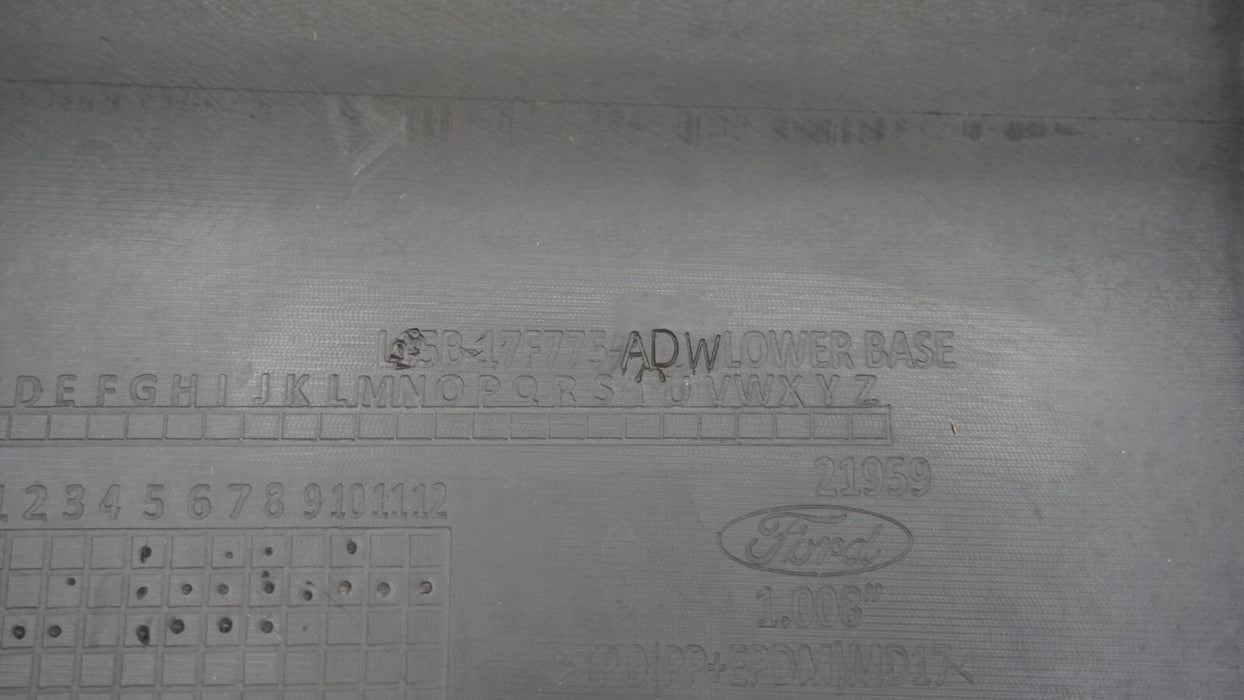 5B-17F775-ADW LOWER BASE
D E F G H I J K L M N O P Q R S T U V W X Y Z
21959
1 2 3 4 5 6 7 8 9 10 11 12
Ford
1.008"
>TPO/PP+EPDM/MD17<